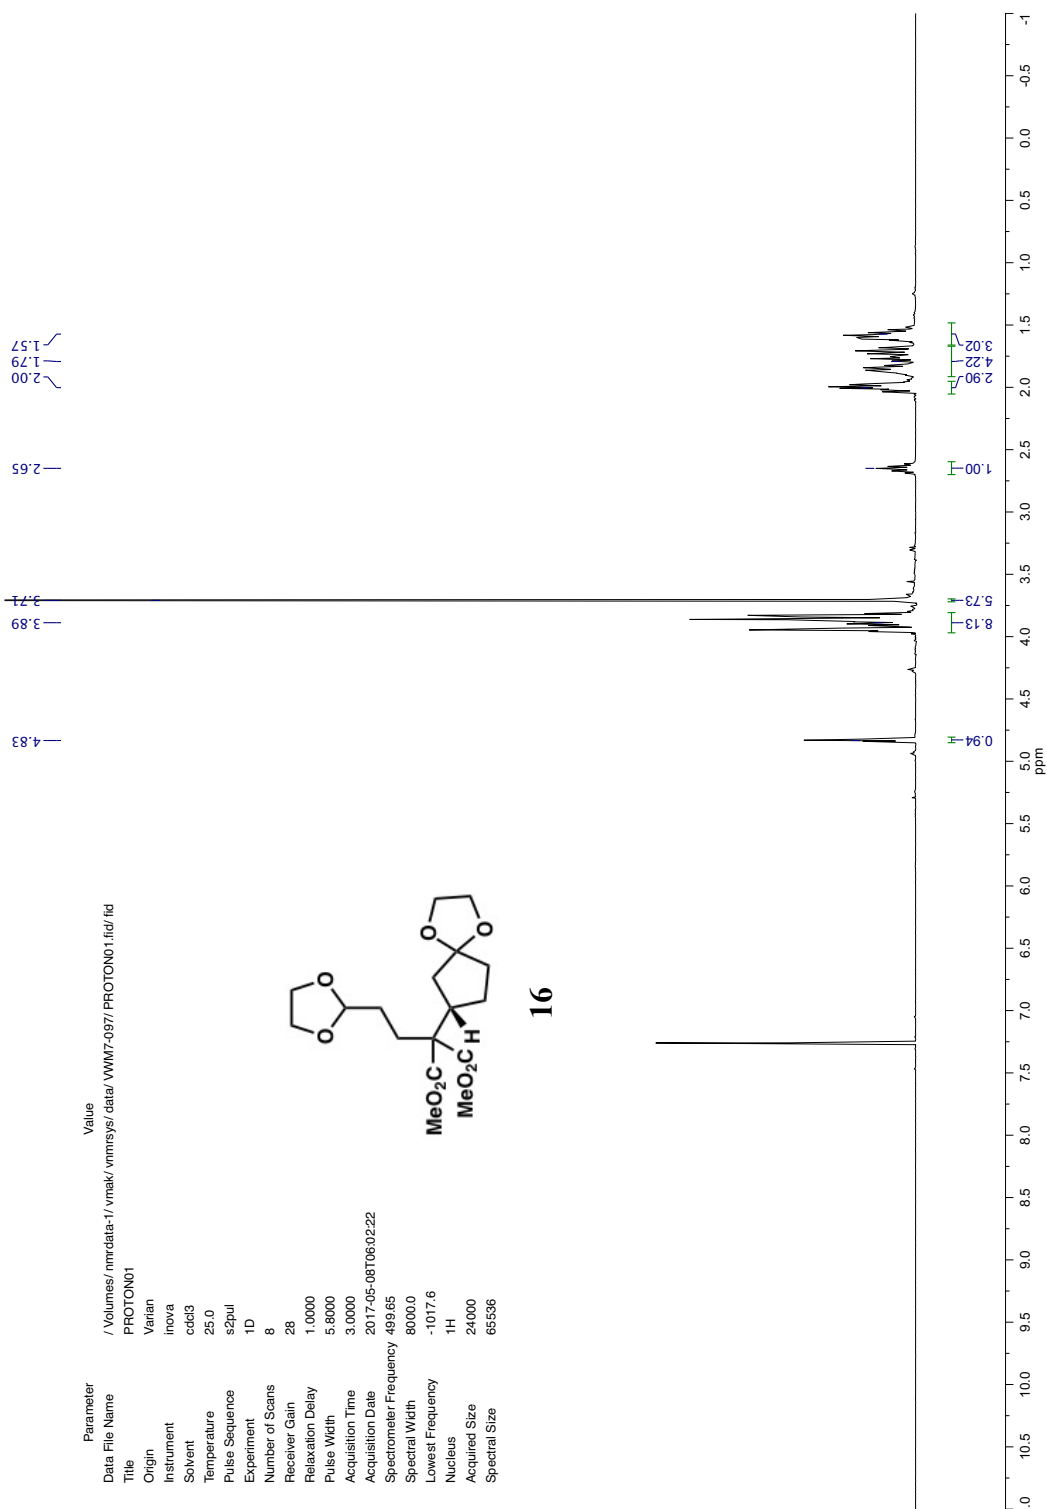 Parameter Value
Data File Name / Volumes/ nmrdata-1/ vmak/ vnmrsys/ data/ VWM7-097/ PROTON01.fid/ fid
Title PROTON01
Origin Varian
Instrument inova
Solvent cdcl3
Temperature 25.0
Pulse Sequence s2pul
Experiment 1D
Number of Scans 8
Receiver Gain 28
Relaxation Delay 1.0000
Pulse Width 5.8000
Acquisition Time 3.0000
Acquisition Date 2017-05-08T06:02:22
Spectrometer Frequency 499.65
Spectral Width 8000.0
Lowest Frequency -1017.6
Nucleus 1H
Acquired Size 24000
Spectral Size 65536
O O
MeO2C
MeO2C H
O O
16
4.83 3.89 3.71 2.65 2.00 1.79 1.57
0.94 8.13 5.73 1.00 2.90 4.22 3.02
.0 10.5 10.0 9.5 9.0 8.5 8.0 7.5 7.0 6.5 6.0 5.5 5.0 4.5 4.0 3.5 3.0 2.5 2.0 1.5 1.0 0.5 0.0 -0.5 -1
ppm